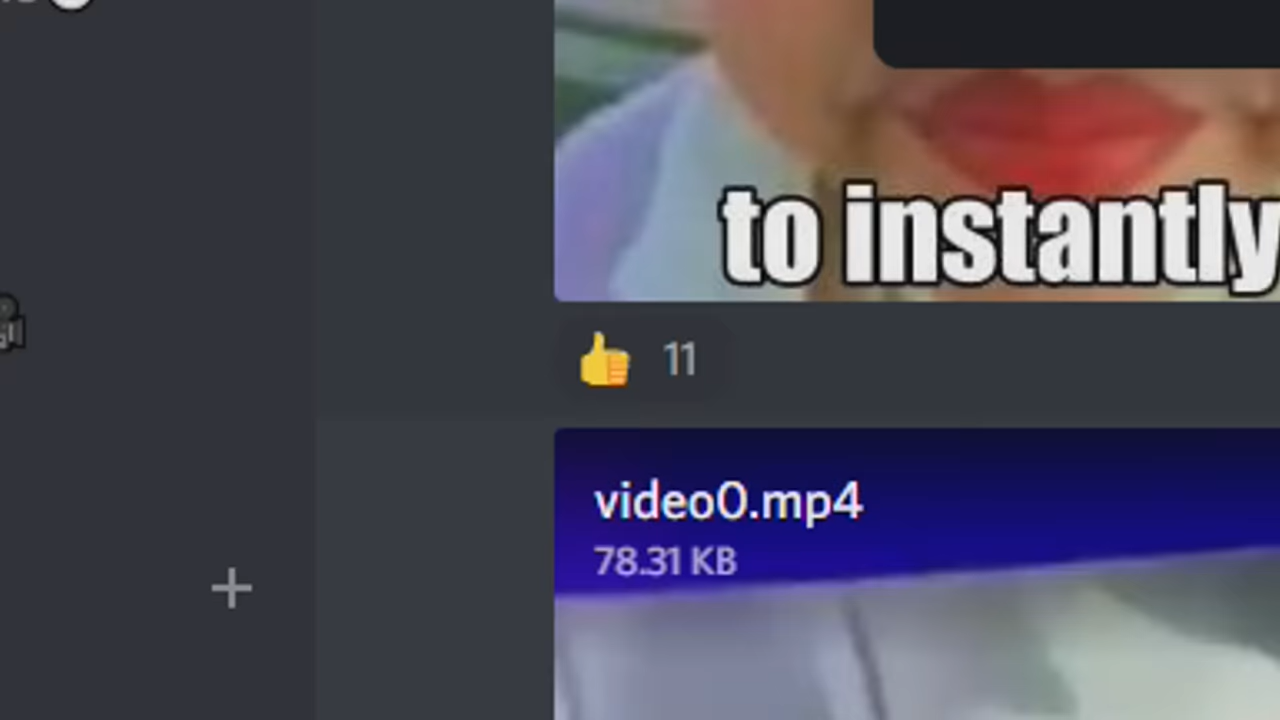 to instantly
👍 11
video0.mp4
78.31 KB